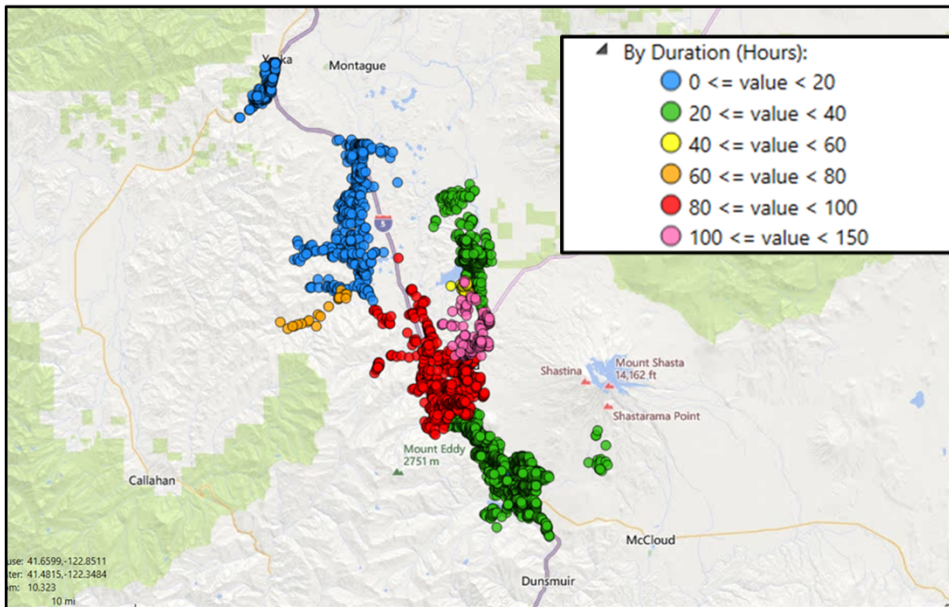 Montague
By Duration (Hours):
0 <= value < 20
20 <= value < 40
40 <= value < 60
60 <= value < 80
80 <= value < 100
100 <= value < 150
5
Mount Shasta
14,162 ft
Shastina
Shastarama Point
Mount Eddy
2751 m
Callahan
McCloud
Dunsmuir
use: 41.6599,-122.8511
ter: 41.4815,-122.3484
om: 10.323
10 mi